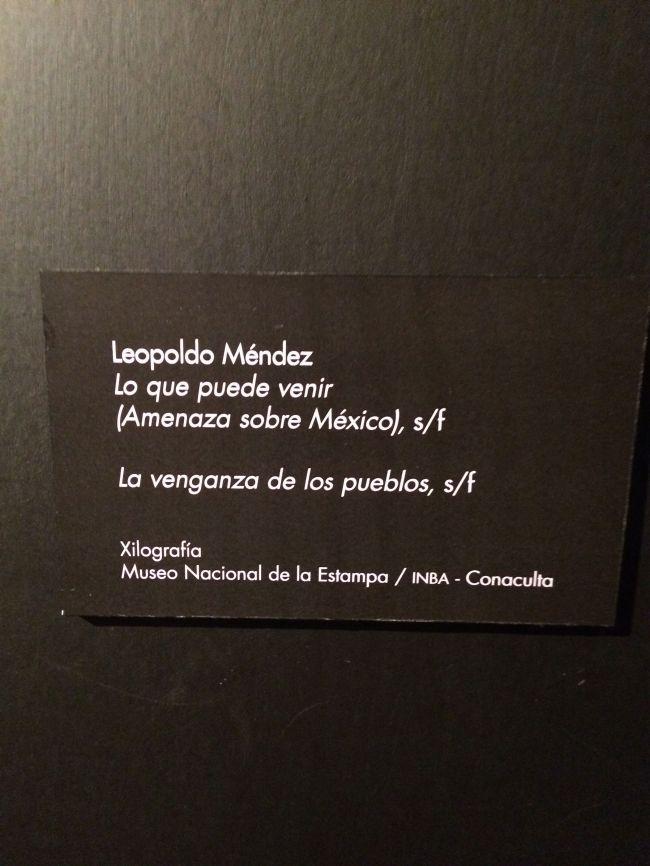 Leopoldo Méndez
Lo que puede venir
(Amenaza sobre México), s/f
La venganza de los pueblos, s/f
Xilografía
Museo Nacional de la Estampa / INBA - Conaculta